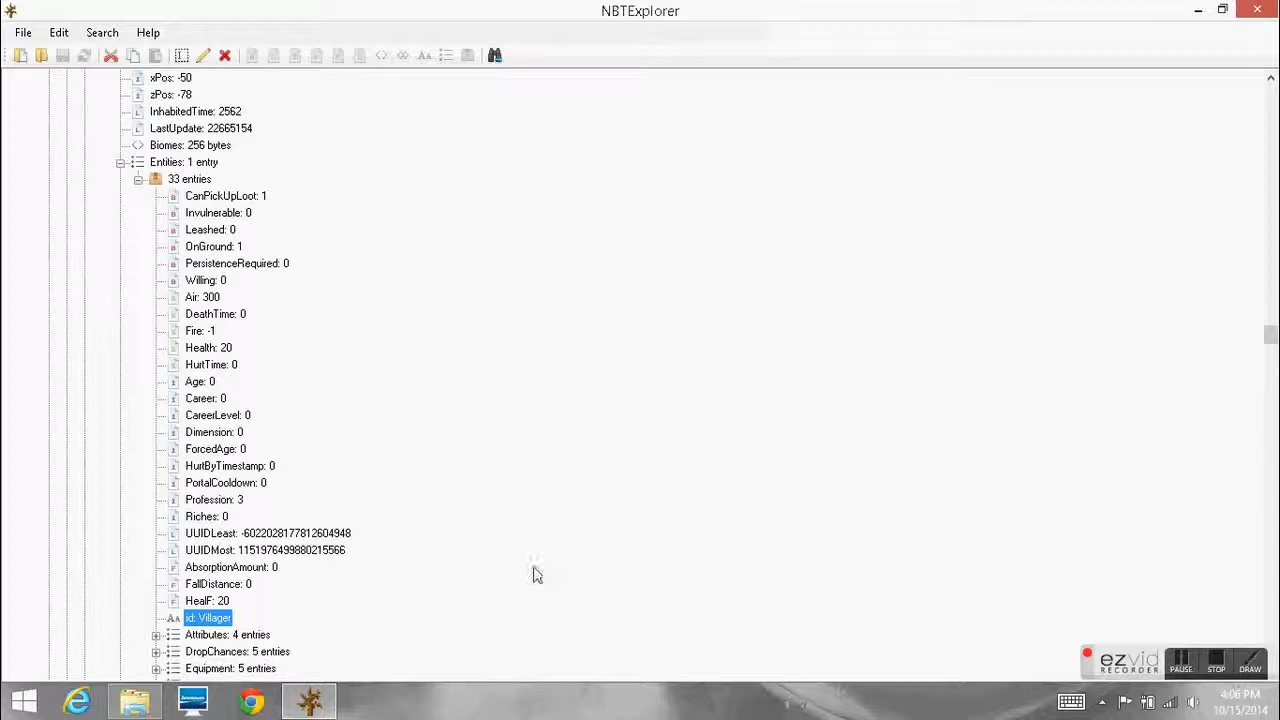 NBTExplorer
File Edit Search Help
xPos: -50
zPos: -78
InhabitedTime: 2562
LastUpdate: 22665154
Biomes: 256 bytes
Entities: 1 entry
33 entries
CanPickUpLoot: 1
Invulnerable: 0
Leashed: 0
OnGround: 1
PersistenceRequired: 0
Willing: 0
Air: 300
DeathTime: 0
Fire: -1
Health: 20
HurtTime: 0
Age: 0
Career: 0
CareerLevel: 0
Dimension: 0
ForcedAge: 0
HurtByTimestamp: 0
PortalCooldown: 0
Profession: 3
Riches: 0
UUIDLeast: -6022028177812604948
UUIDMost: 1151976499880215566
AbsorptionAmount: 0
FallDistance: 0
HealF: 20
id: Villager
Attributes: 4 entries
DropChances: 5 entries
Equipment: 5 entries
ezvid
RECORDER
PAUSE STOP DRAW
4:06 PM
10/15/2014